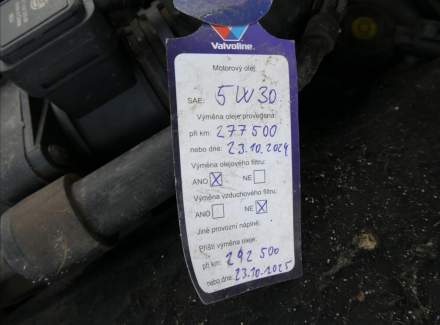 Valvoline.
Motorový olej
SAE: 5W30
Výměna oleje provedena:
při km: 277 500
nebo dne: 23.10.2024
Výměna olejového filtru:
ANO NE
Výměna vzduchového filtru:
ANO NE
Jiné provozní náplně:
Příští výměna oleje:
při km: 292 500
nebo dne: 23.10.2025